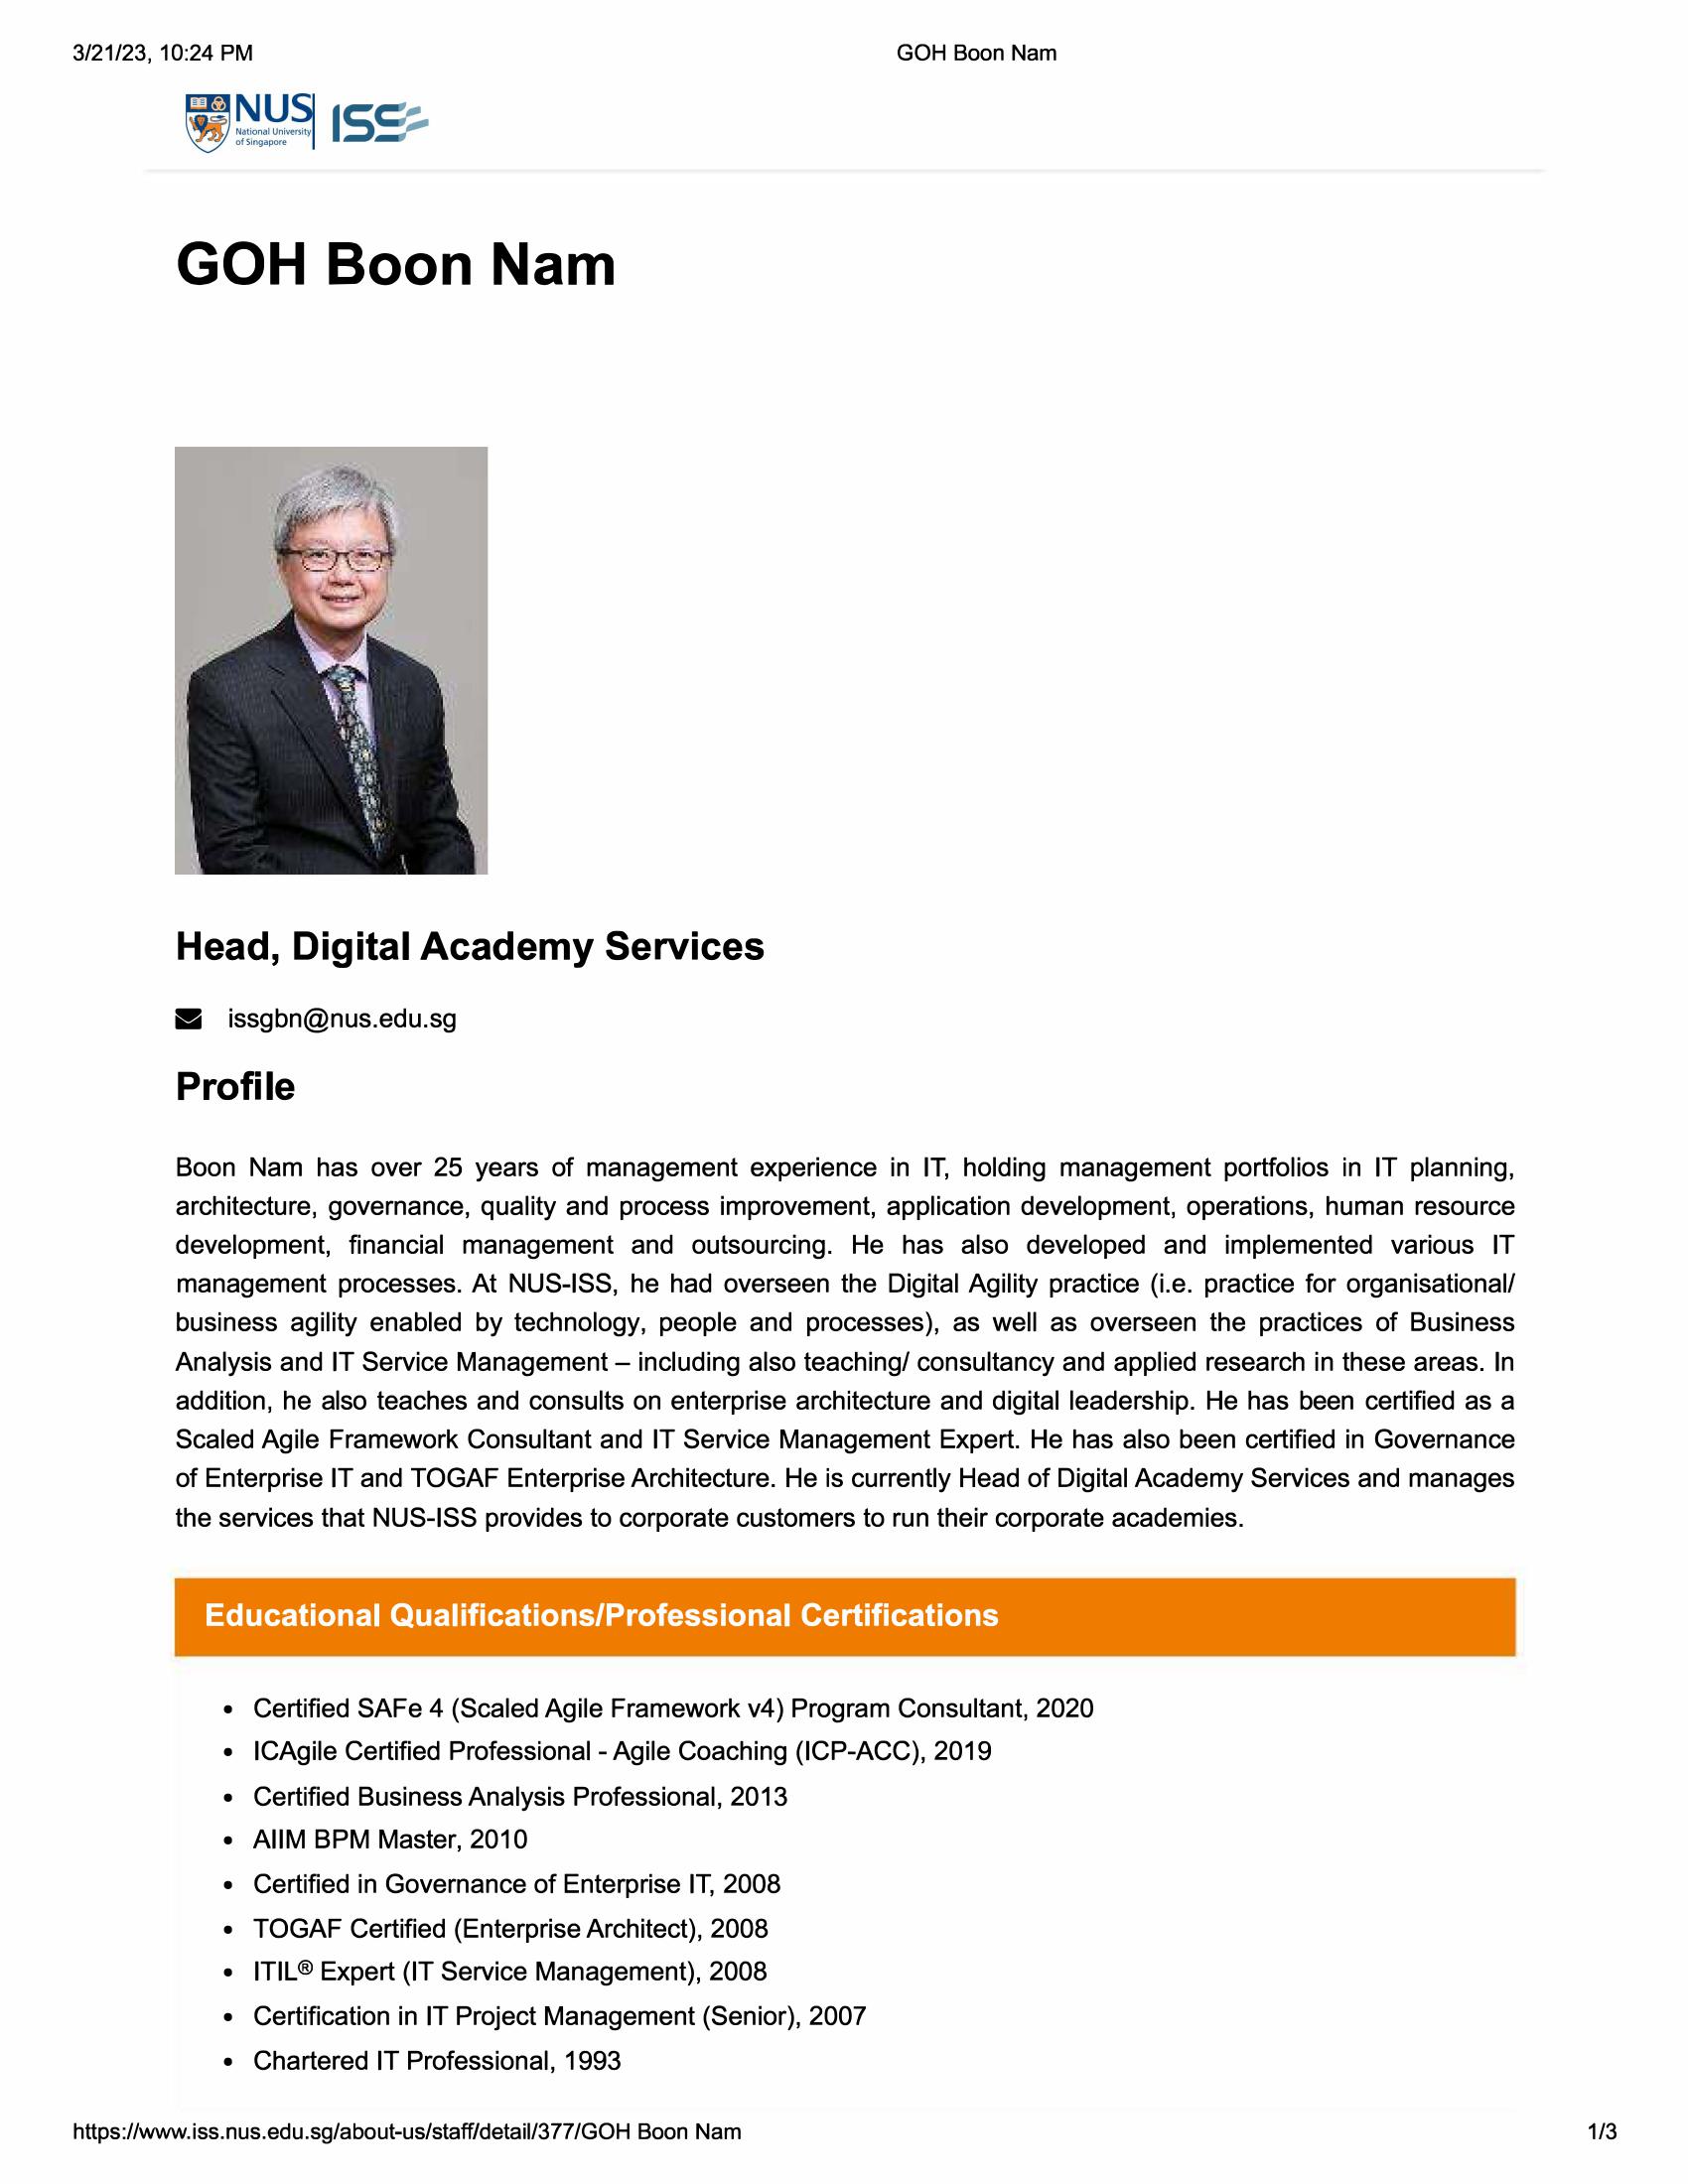 3/21/23, 10:24 PM GOH Boon Nam
NUS
National University
of Singapore
ISS
GOH Boon Nam
Head, Digital Academy Services
issgbn@nus.edu.sg
Profile
Boon Nam has over 25 years of management experience in IT, holding management portfolios in IT planning,
architecture, governance, quality and process improvement, application development, operations, human resource
development, financial management and outsourcing. He has also developed and implemented various IT
management processes. At NUS-ISS, he had overseen the Digital Agility practice (i.e. practice for organisational/
business agility enabled by technology, people and processes), as well as overseen the practices of Business
Analysis and IT Service Management – including also teaching/ consultancy and applied research in these areas. In
addition, he also teaches and consults on enterprise architecture and digital leadership. He has been certified as a
Scaled Agile Framework Consultant and IT Service Management Expert. He has also been certified in Governance
of Enterprise IT and TOGAF Enterprise Architecture. He is currently Head of Digital Academy Services and manages
the services that NUS-ISS provides to corporate customers to run their corporate academies.
Educational Qualifications/Professional Certifications
• Certified SAFe 4 (Scaled Agile Framework v4) Program Consultant, 2020
• ICAgile Certified Professional - Agile Coaching (ICP-ACC), 2019
• Certified Business Analysis Professional, 2013
• AIIM BPM Master, 2010
• Certified in Governance of Enterprise IT, 2008
• TOGAF Certified (Enterprise Architect), 2008
• ITIL® Expert (IT Service Management), 2008
• Certification in IT Project Management (Senior), 2007
• Chartered IT Professional, 1993
https://www.iss.nus.edu.sg/about-us/staff/detail/377/GOH Boon Nam 1/3